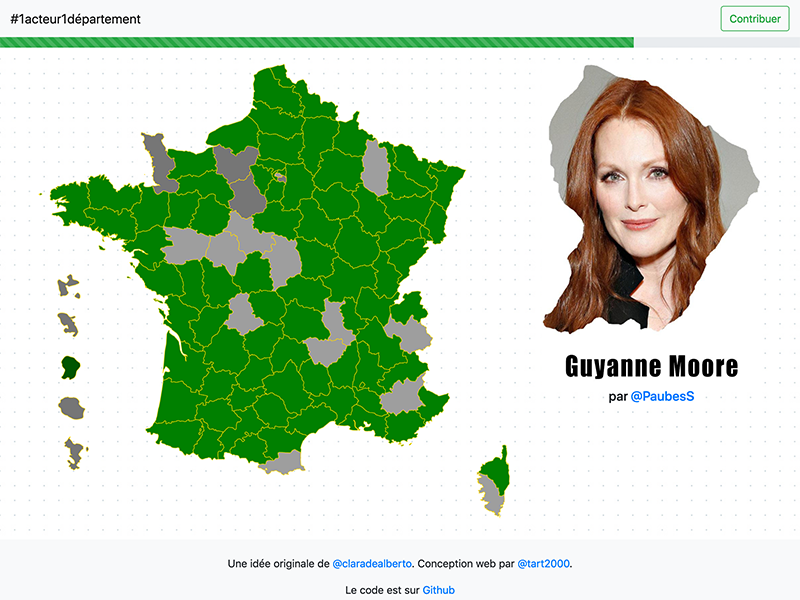 #1acteur1département
Contribuer
Guyanne Moore
par @PaubesS
Une idée originale de @claradealberto. Conception web par @tart2000.
Le code est sur Github